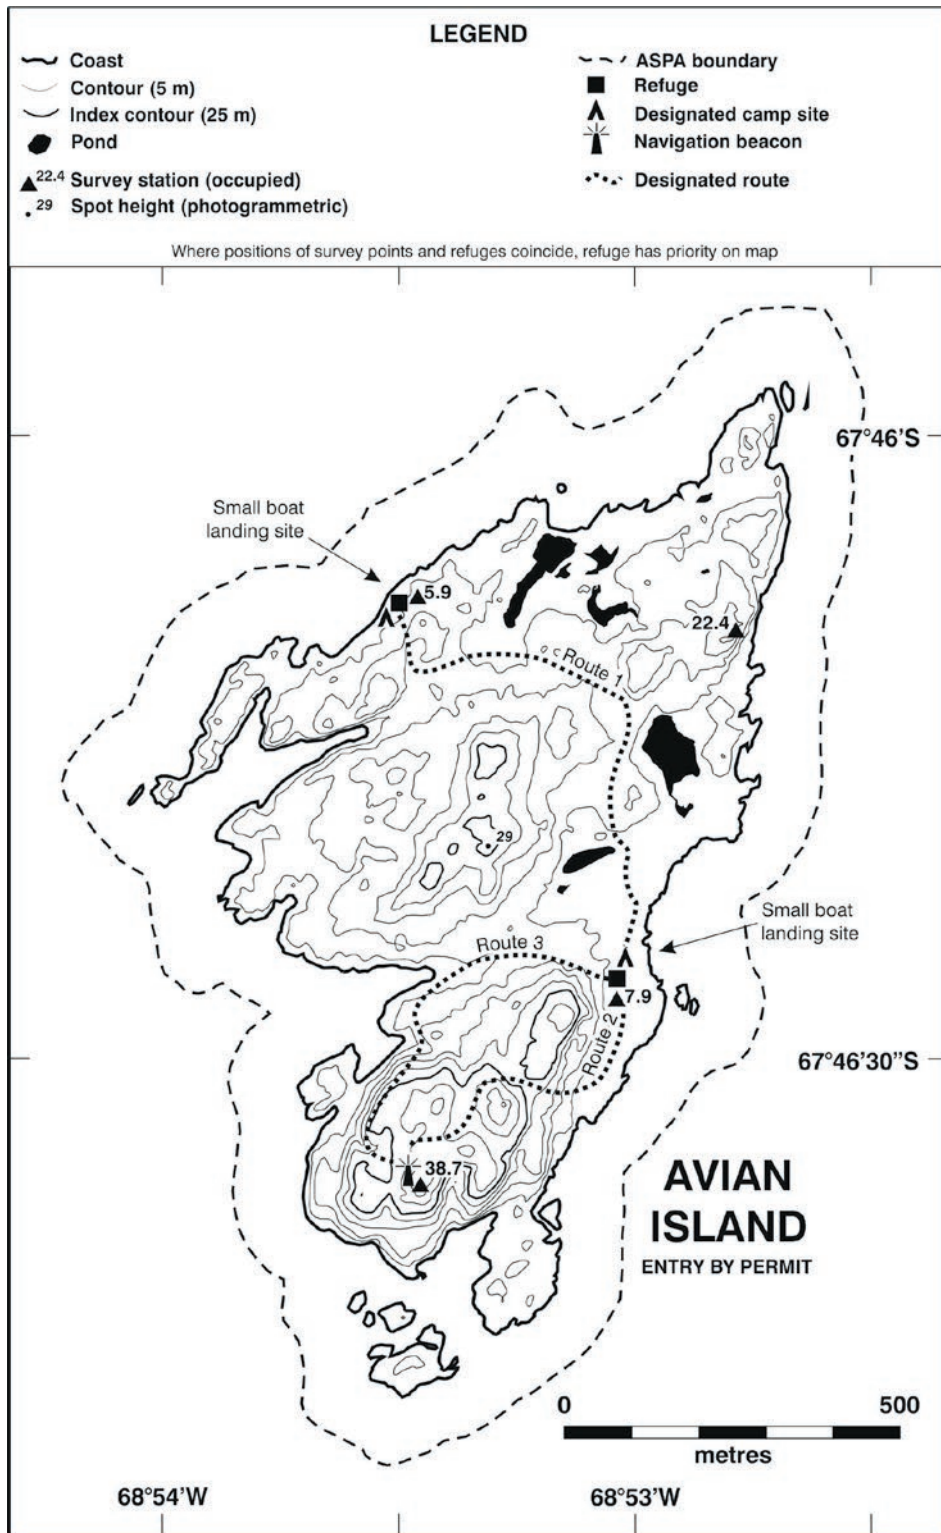 LEGEND
Coast
Contour (5 m)
Index contour (25 m)
Pond
22.4 Survey station (occupied)
29 Spot height (photogrammetric)
ASPA boundary
Refuge
Designated camp site
Navigation beacon
Designated route
Where positions of survey points and refuges coincide, refuge has priority on map
67°46'S
Small boat
landing site
5.9
22.4
Route 1
29
Small boat
landing site
Route 3
7.9
Route 2
67°46'30''S
38.7
AVIAN
ISLAND
ENTRY BY PERMIT
0 500
metres
68°54'W
68°53'W